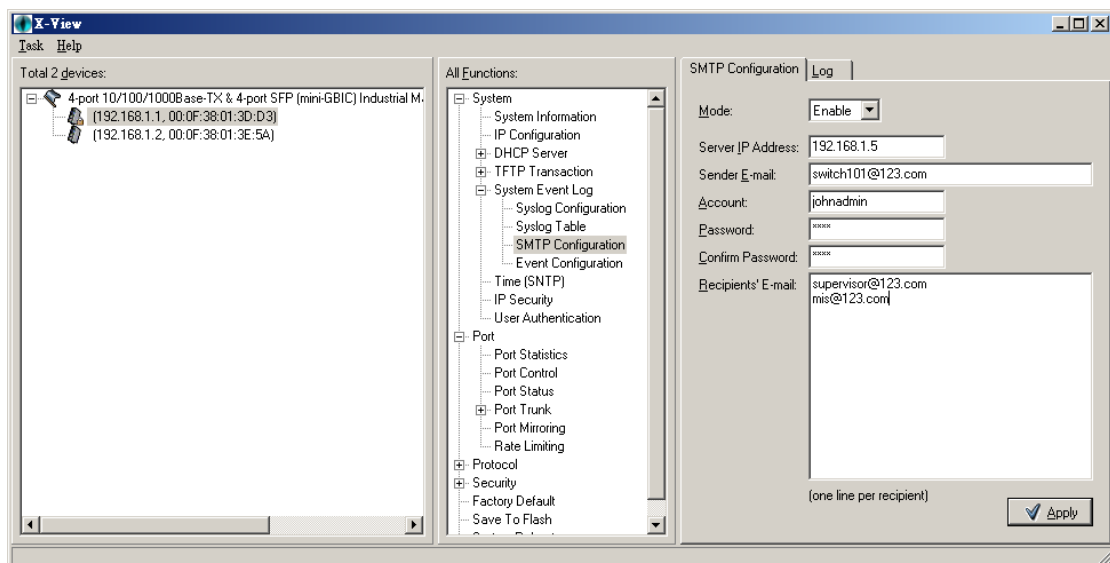 X-View
Task Help
Total 2 devices:
4-port 10/100/1000Base-TX & 4-port SFP (mini-GBIC) Industrial M
(192.168.1.1, 00:0F:38:01:3D:D3)
(192.168.1.2, 00:0F:38:01:3E:5A)
All Functions:
System
System Information
IP Configuration
DHCP Server
TFTP Transaction
System Event Log
Syslog Configuration
Syslog Table
SMTP Configuration
Event Configuration
Time (SNTP)
IP Security
User Authentication
Port
Port Statistics
Port Control
Port Status
Port Trunk
Port Mirroring
Rate Limiting
Protocol
Security
Factory Default
Save To Flash
SMTP Configuration Log
Mode: Enable
Server IP Address: 192.168.1.5
Sender E-mail: switch101@123.com
Account: johnadmin
Password: ****
Confirm Password: ****
Recipients' E-mail: supervisor@123.com
mis@123.com
(one line per recipient)
Apply